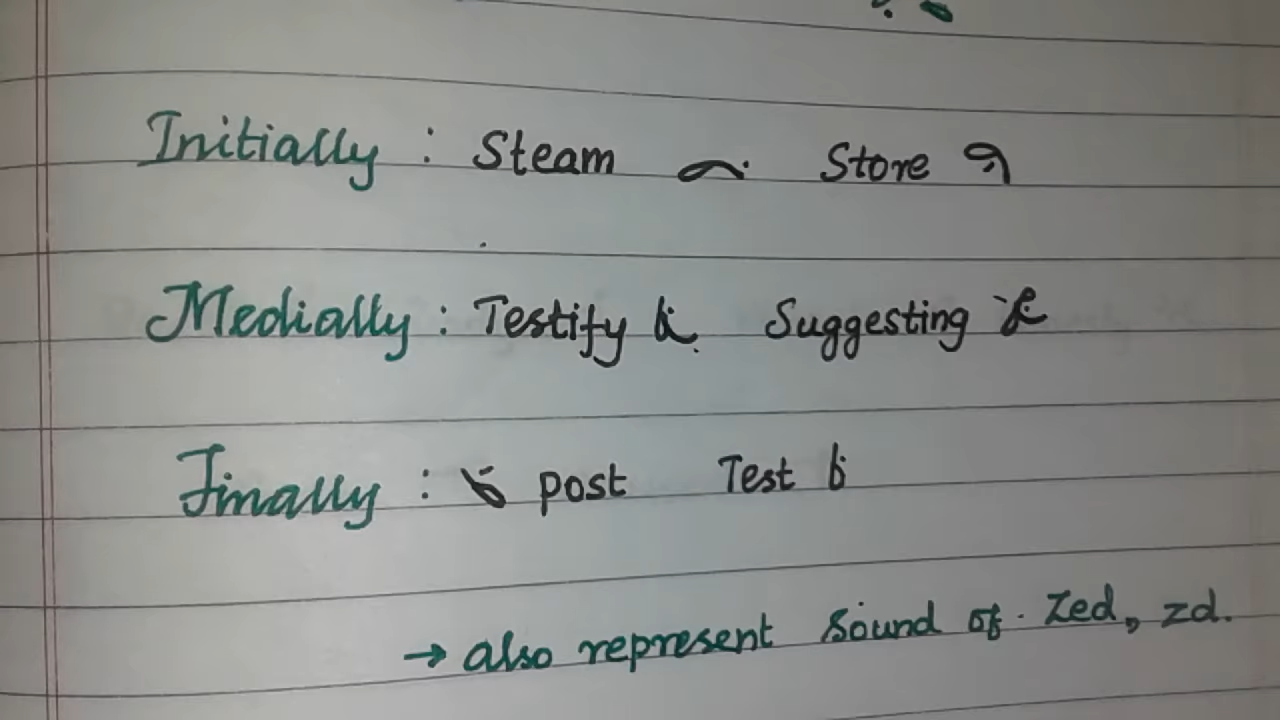 Initially : Steam Store
Medially : Testify Suggesting
Finally : post Test
→ also represent sound of Zed, zd.